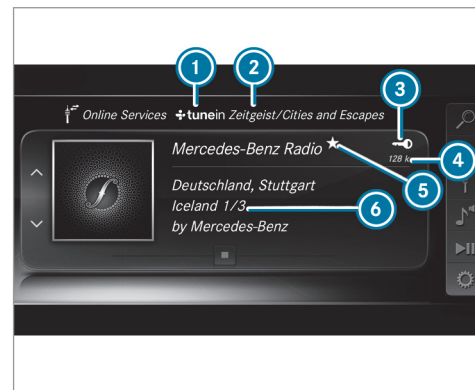 1 2 3
Online Services tunein Zeitgeist/Cities and Escapes
Mercedes-Benz Radio
128 k 4
5
Deutschland, Stuttgart
Iceland 1/3 6
by Mercedes-Benz